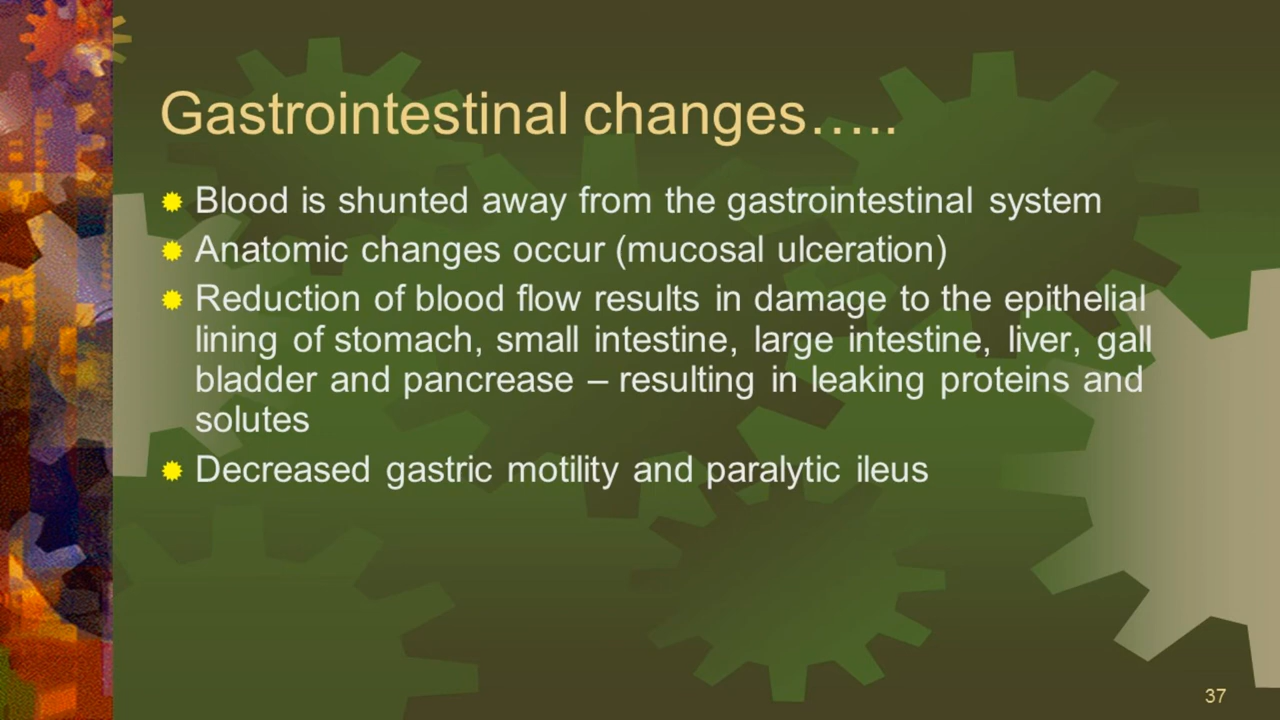 Gastrointestinal changes…..
Blood is shunted away from the gastrointestinal system
Anatomic changes occur (mucosal ulceration)
Reduction of blood flow results in damage to the epithelial
lining of stomach, small intestine, large intestine, liver, gall
bladder and pancrease – resulting in leaking proteins and
solutes
Decreased gastric motility and paralytic ileus
37